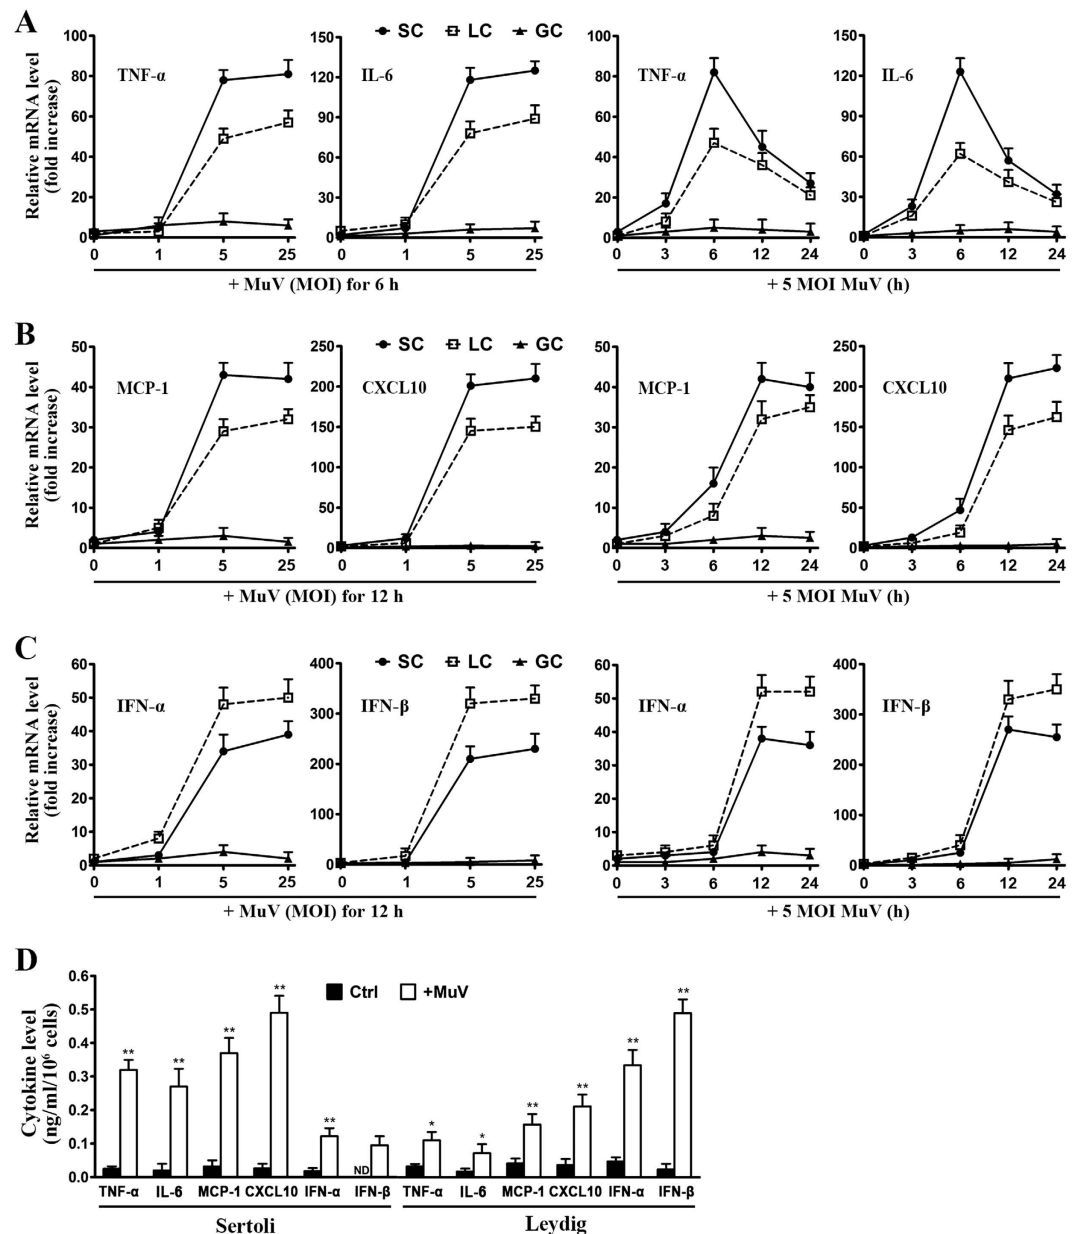 A
SC LC GC
Relative mRNA level
(fold increase)
100
80
60
40
20
0
TNF-α
0 1 5 25
150
120
90
60
30
0
IL-6
0 1 5 25
100
80
60
40
20
0
TNF-α
0 3 6 12 24
150
120
90
60
30
0
IL-6
0 3 6 12 24
+ MuV (MOI) for 6 h
+ 5 MOI MuV (h)
B
SC LC GC
Relative mRNA level
(fold increase)
50
40
30
20
10
0
MCP-1
0 1 5 25
250
200
150
100
50
0
CXCL10
0 1 5 25
50
40
30
20
10
0
MCP-1
0 3 6 12 24
250
200
150
100
50
0
CXCL10
0 3 6 12 24
+ MuV (MOI) for 12 h
+ 5 MOI MuV (h)
C
SC LC GC
Relative mRNA level
(fold increase)
60
50
40
30
20
10
0
IFN-α
0 1 5 25
400
300
200
100
0
IFN-β
0 1 5 25
60
50
40
30
20
10
0
IFN-α
0 3 6 12 24
400
300
200
100
0
IFN-β
0 3 6 12 24
+ MuV (MOI) for 12 h
+ 5 MOI MuV (h)
D
Cytokine level
(ng/ml/10⁶ cells)
0.6
0.5
0.4
0.3
0.2
0.1
0.0
Ctrl +MuV
** ** ** ** ** ND * * ** ** ** **
TNF-α IL-6 MCP-1 CXCL10 IFN-α IFN-β TNF-α IL-6 MCP-1 CXCL10 IFN-α IFN-β
Sertoli Leydig